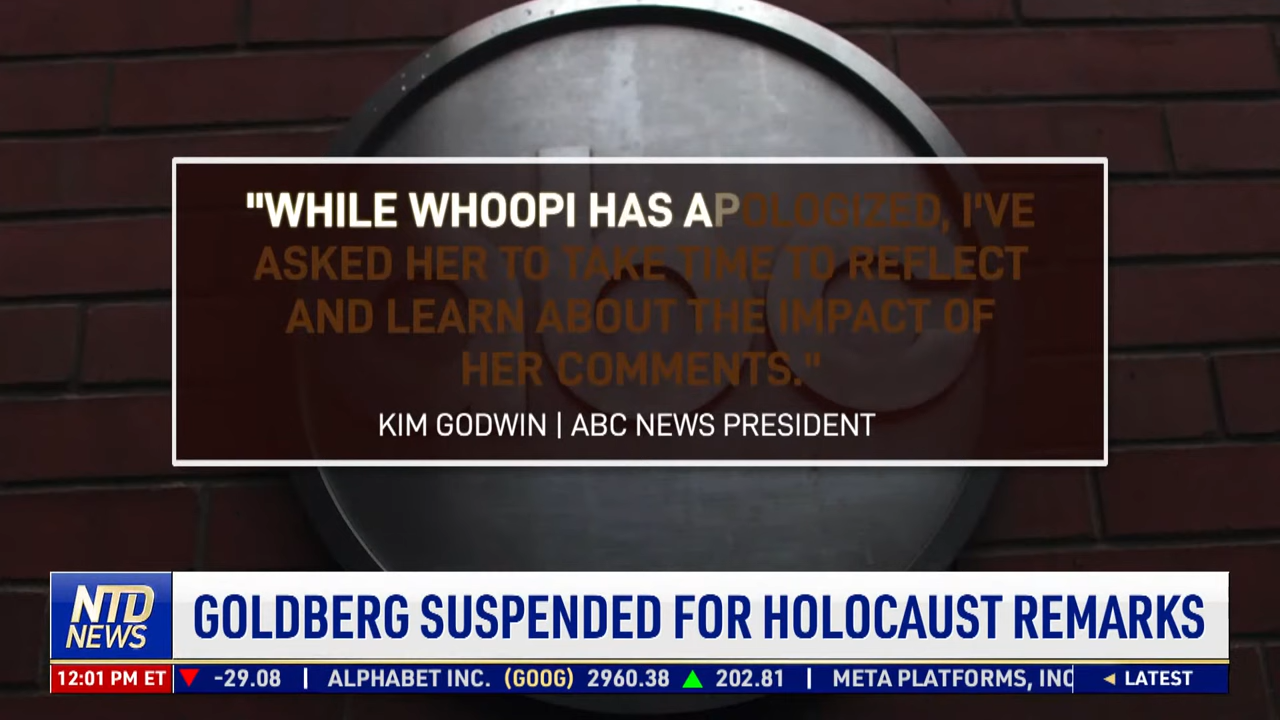 "WHILE WHOOPI HAS APOLOGIZED, I'VE
ASKED HER TO TAKE TIME TO REFLECT
AND LEARN ABOUT THE IMPACT OF
HER COMMENTS."
KIM GODWIN | ABC NEWS PRESIDENT
abc
NTD
NEWS
GOLDBERG SUSPENDED FOR HOLOCAUST REMARKS
12:01 PM ET
-29.08 | ALPHABET INC. (GOOG) 2960.38 202.81 | META PLATFORMS, INC
LATEST